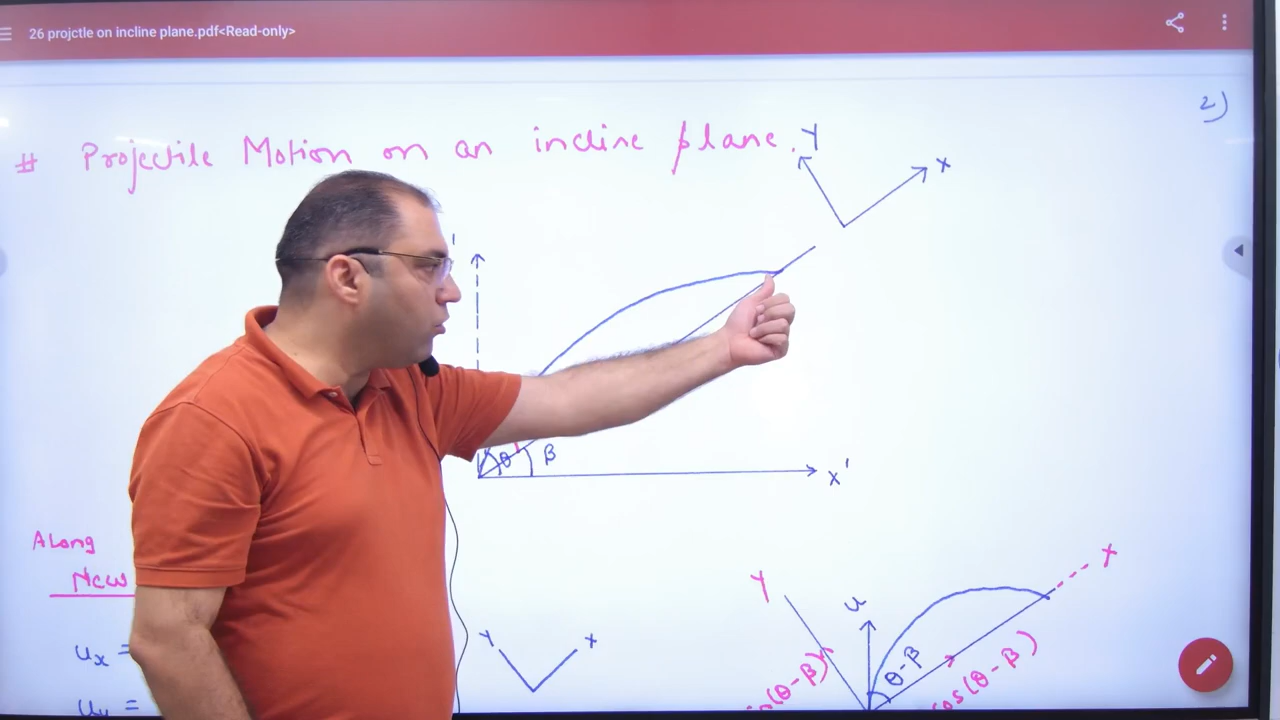 26 projctle on incline plane.pdf<Read-only>
2)
# Projectile Motion on an incline plane.
Y
X
'
θ
β
X'
Along
New
ux =
uy =
Y
X
Y
u
X
θ-β
in(θ-β)
cos(θ-β)